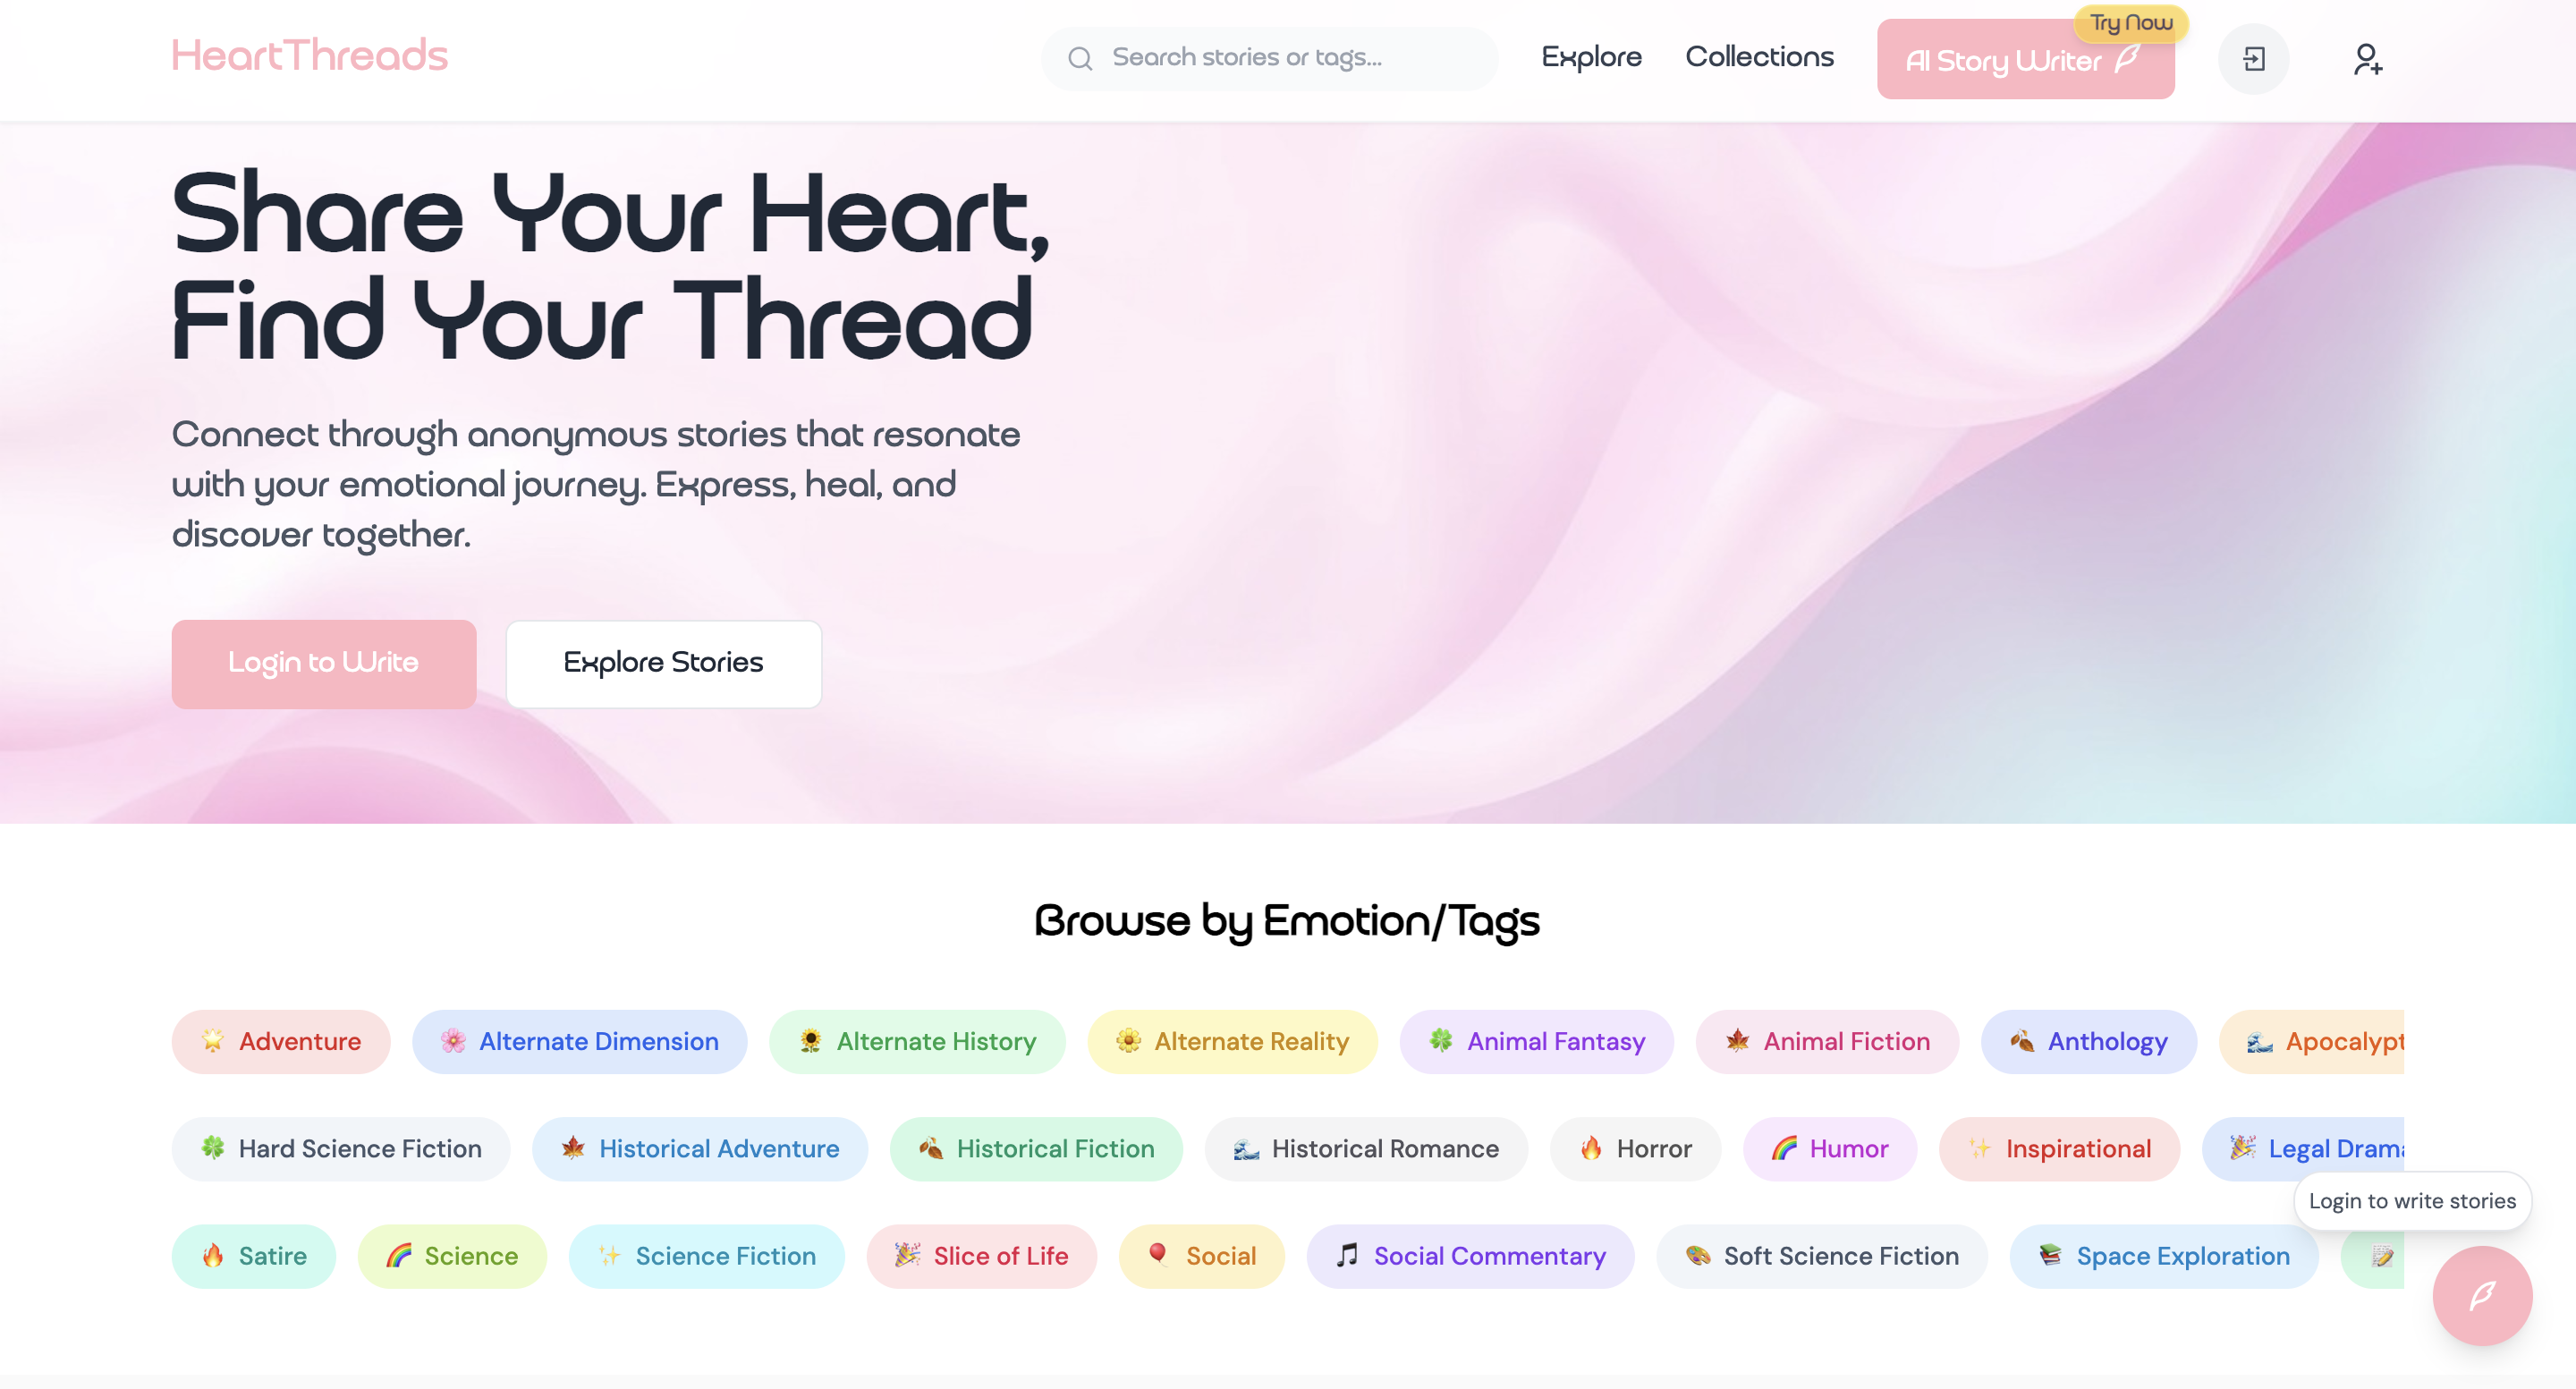 HeartThreads
Search stories or tags...
Explore
Collections
AI Story Writer
Try Now
Share Your Heart,
Find Your Thread
Connect through anonymous stories that resonate
with your emotional journey. Express, heal, and
discover together.
Login to Write
Explore Stories
Browse by Emotion/Tags
Adventure
Alternate Dimension
Alternate History
Alternate Reality
Animal Fantasy
Animal Fiction
Anthology
Apocalypt
Hard Science Fiction
Historical Adventure
Historical Fiction
Historical Romance
Horror
Humor
Inspirational
Legal Drama
Login to write stories
Satire
Science
Science Fiction
Slice of Life
Social
Social Commentary
Soft Science Fiction
Space Exploration